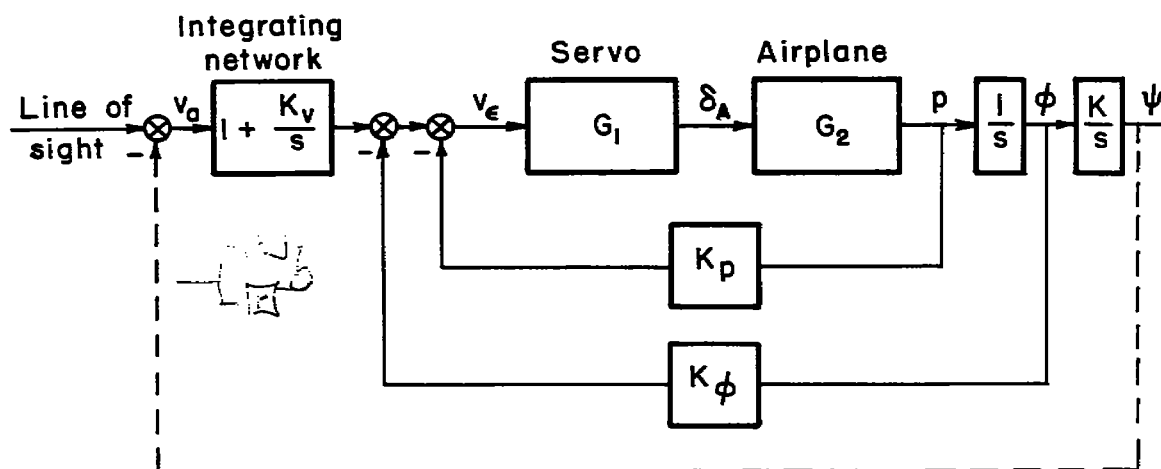 Integrating
network
Servo
Airplane
Line of
sight
-
v_a
1 + K_v/s
-
-
v_ε
G_1
δ_A
G_2
p
1/s
ϕ
K/s
ψ
K_p
K_ϕ